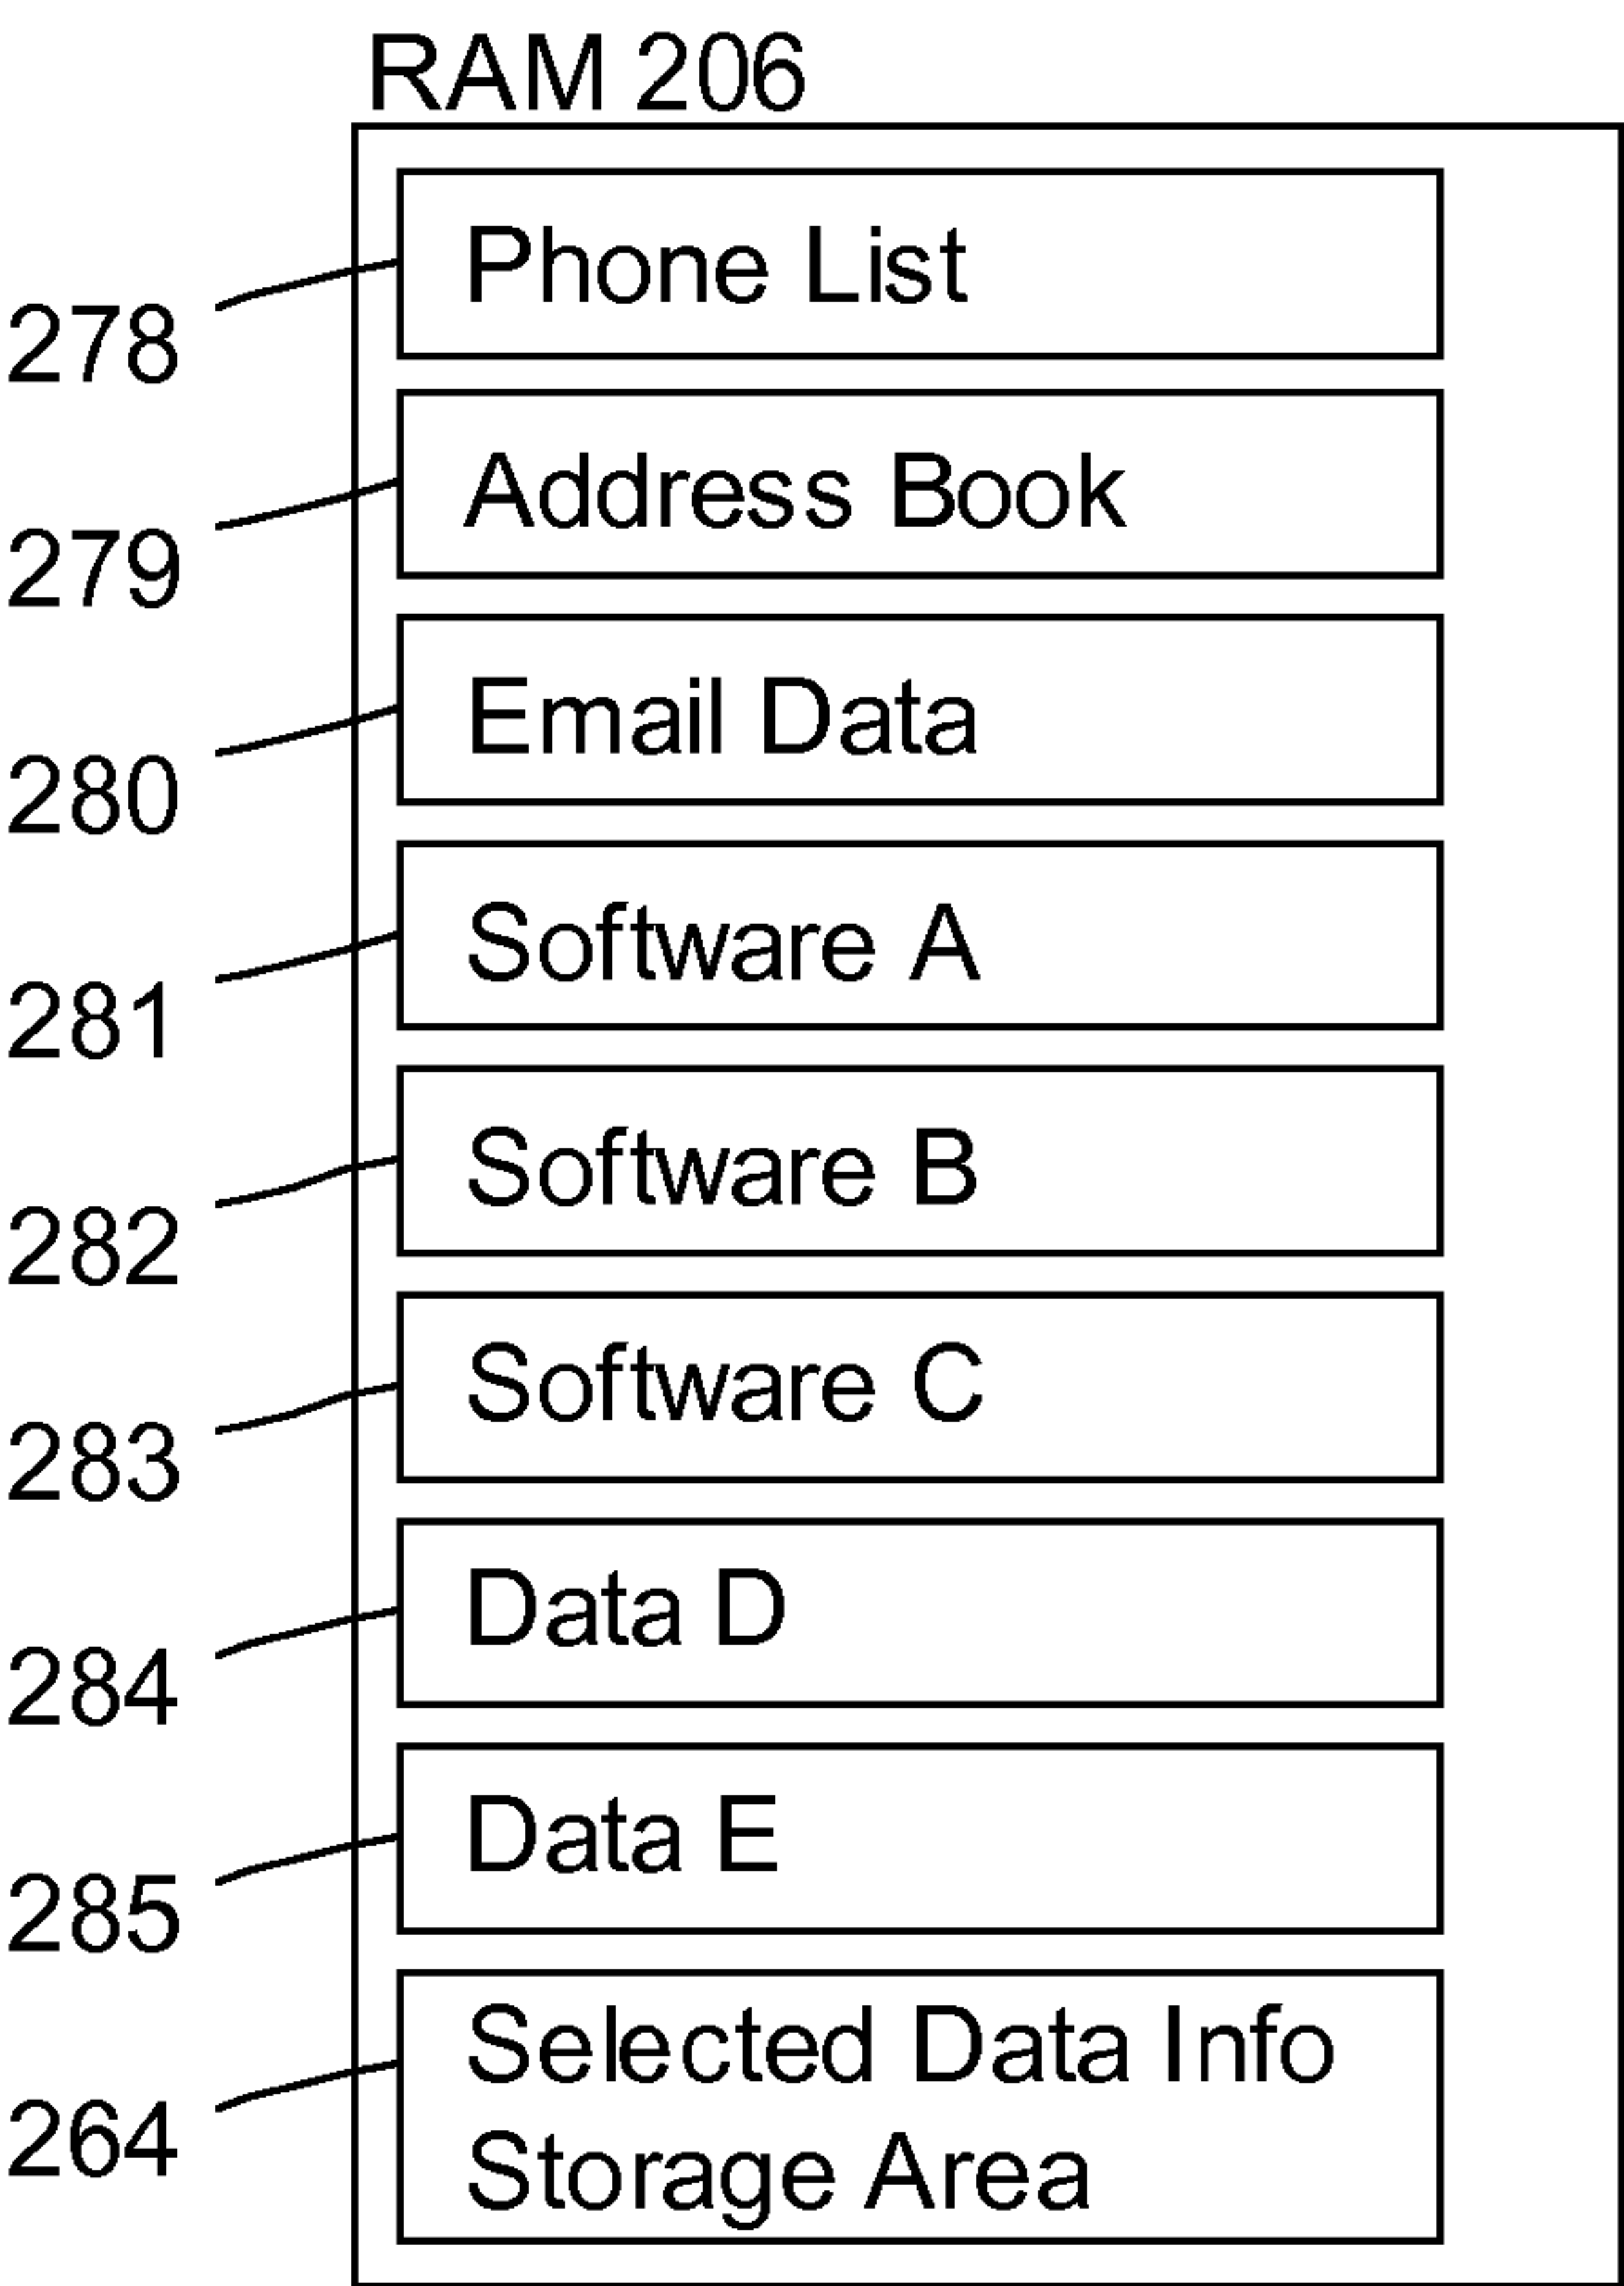 RAM 206
278
Phone List
279
Address Book
280
Email Data
281
Software A
282
Software B
283
Software C
284
Data D
285
Data E
264
Selected Data Info
Storage Area